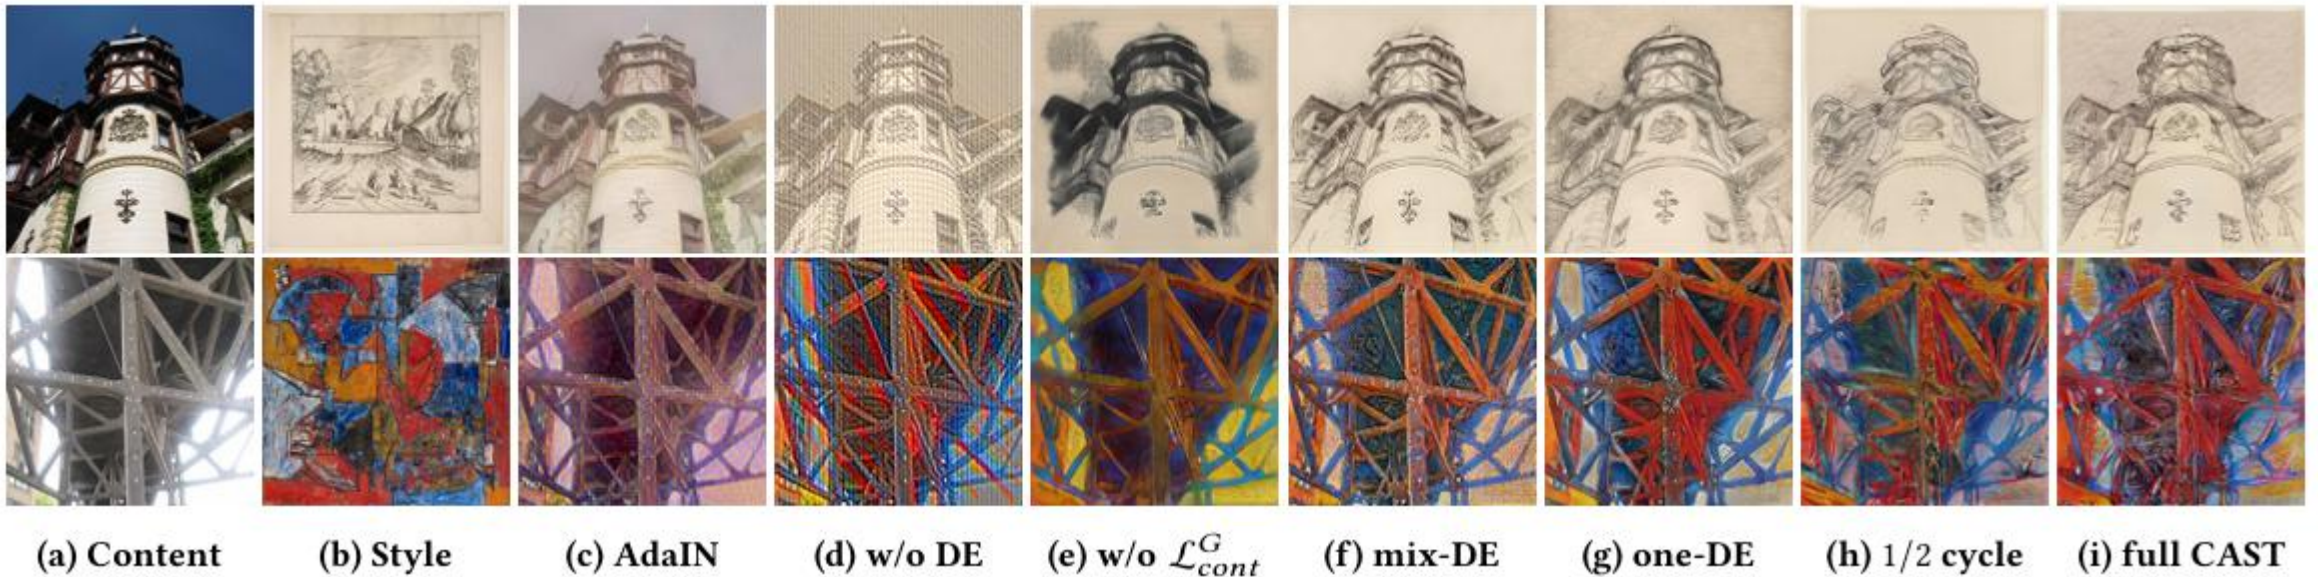 (a) Content (b) Style (c) AdaIN (d) w/o DE (e) w/o $\mathcal{L}_{cont}^{G}$ (f) mix-DE (g) one-DE (h) 1/2 cycle (i) full CAST